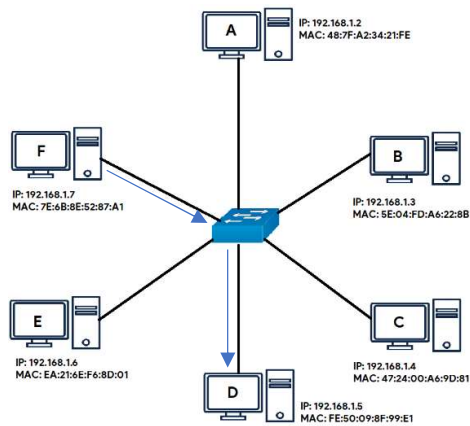 A
IP: 192.168.1.2
MAC: 48:7F:A2:34:21:FE
F
IP: 192.168.1.7
MAC: 7E:6B:8E:52:87:A1
B
IP: 192.168.1.3
MAC: 5E:04:FD:A6:22:8B
E
IP: 192.168.1.6
MAC: EA:21:6E:F6:8D:01
C
IP: 192.168.1.4
MAC: 47:24:00:A6:9D:81
D
IP: 192.168.1.5
MAC: FE:50:09:8F:99:E1